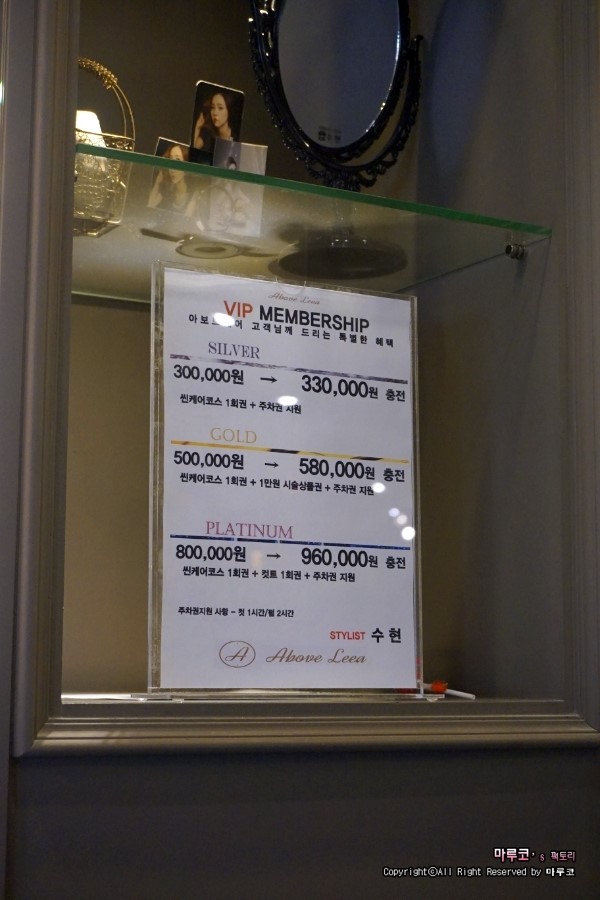 Above Leea
VIP MEMBERSHIP
고객님께 드리는 특별한 혜택
SILVER
300,000원 → 330,000원 충전
씬케어코스 1회권 + 주차권 지원
GOLD
500,000원 → 580,000원 충전
씬케어코스 1회권 + 1만원 시술상품권 + 주차권 지원
PLATINUM
800,000원 → 960,000원 충전
씬케어코스 1회권 + 컷트 1회권 + 주차권 지원
주차권지원 사항 - 컷 1시간/펌 2시간
STYLIST 수현
A Above Leea
마루코's 팩토리
Copyright©All Right Reserved by 마루코